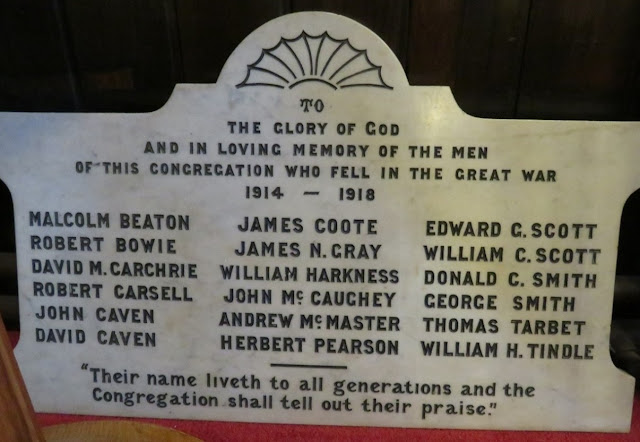 TO
THE GLORY OF GOD
AND IN LOVING MEMORY OF THE MEN
OF THIS CONGREGATION WHO FELL IN THE GREAT WAR
1914 — 1918
MALCOLM BEATON
ROBERT BOWIE
DAVID M. CARCHRIE
ROBERT CARSELL
JOHN CAVEN
DAVID CAVEN
JAMES COOTE
JAMES N. GRAY
WILLIAM HARKNESS
JOHN Mc CAUGHEY
ANDREW McMASTER
HERBERT PEARSON
EDWARD G. SCOTT
WILLIAM C. SCOTT
DONALD C. SMITH
GEORGE SMITH
THOMAS TARBET
WILLIAM H. TINDLE
"Their name liveth to all generations and the
Congregation shall tell out their praise."